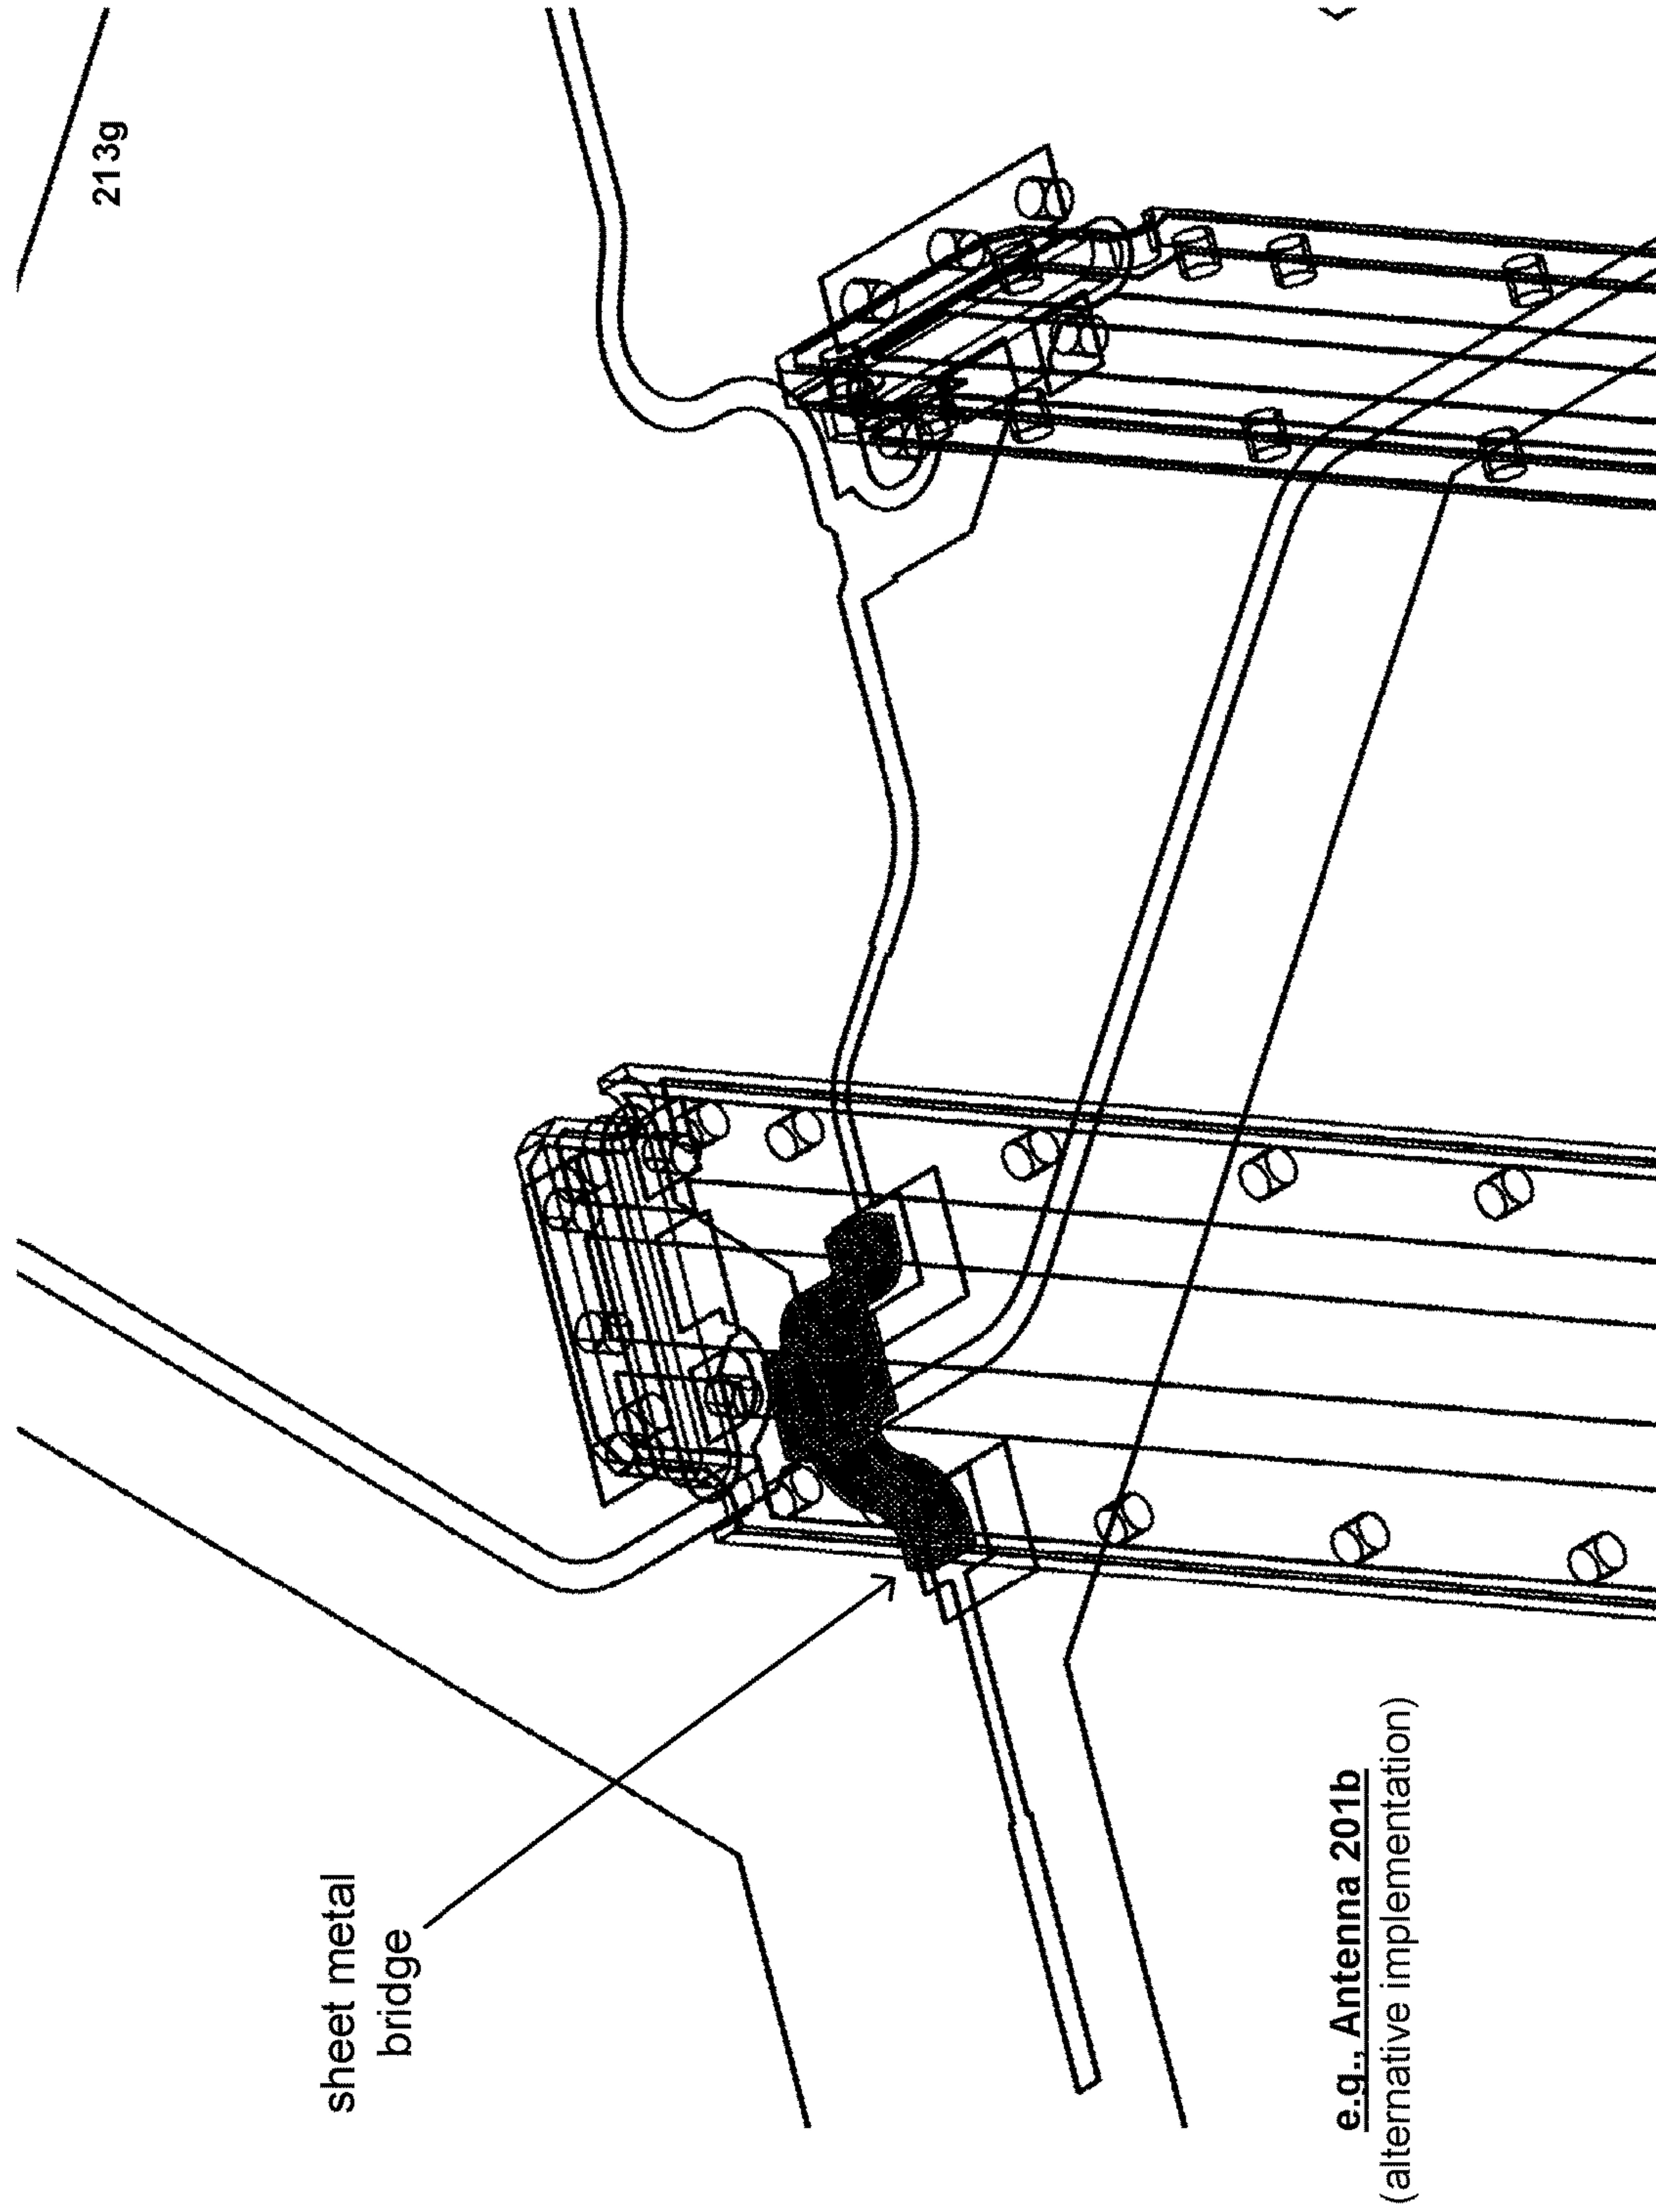 213g
sheet metal
bridge
e.g., Antenna 201b
(alternative implementation)